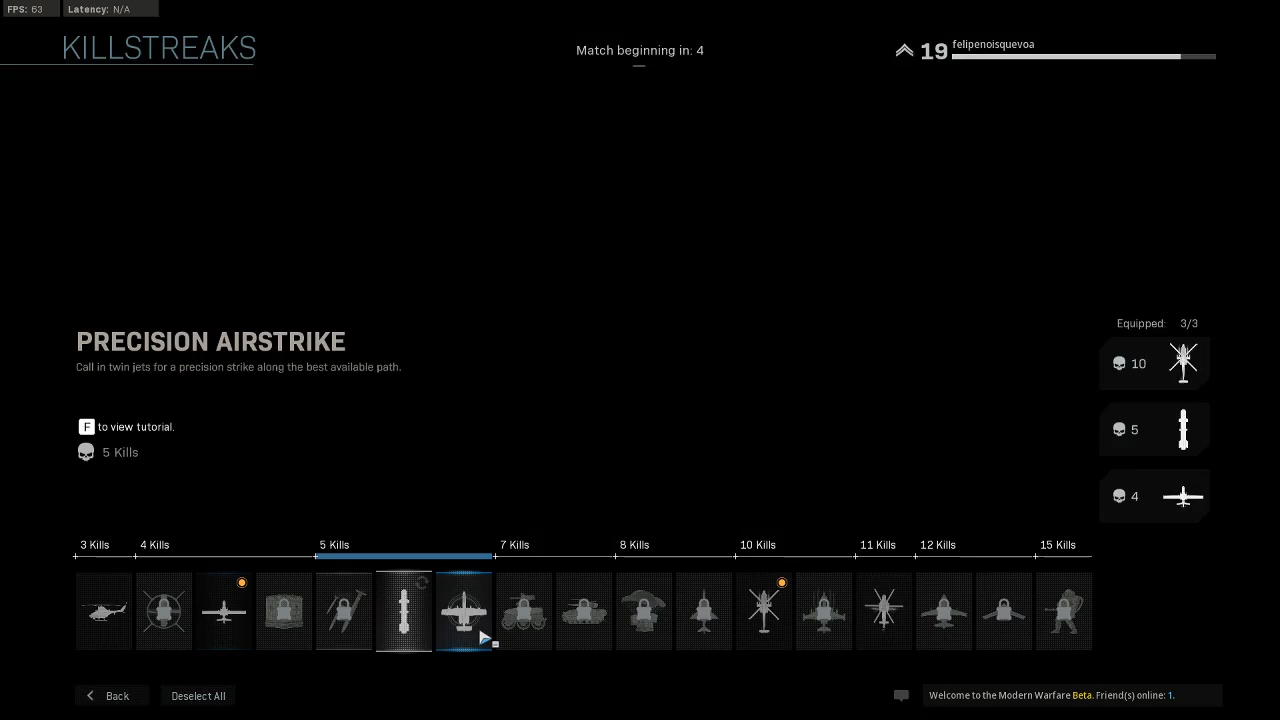 FPS: 63 Latency: N/A
KILLSTREAKS
Match beginning in: 4
19 felipenoisquevoa
PRECISION AIRSTRIKE
Call in twin jets for a precision strike along the best available path.
F to view tutorial.
5 Kills
Equipped: 3/3
10
5
4
3 Kills 4 Kills 5 Kills 7 Kills 8 Kills 10 Kills 11 Kills 12 Kills 15 Kills
Back Deselect All
Welcome to the Modern Warfare Beta. Friend(s) online: 1.